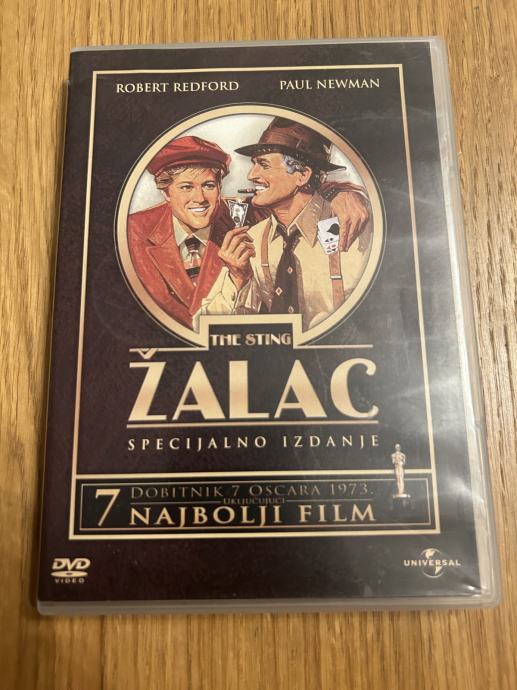 ROBERT REDFORD PAUL NEWMAN
THE STING
ŽALAC
SPECIJALNO IZDANJE
7 DOBITNIK 7 OSCARA 1973.
UKLJUČUJUĆI
NAJBOLJI FILM
DVD
VIDEO
UNIVERSAL